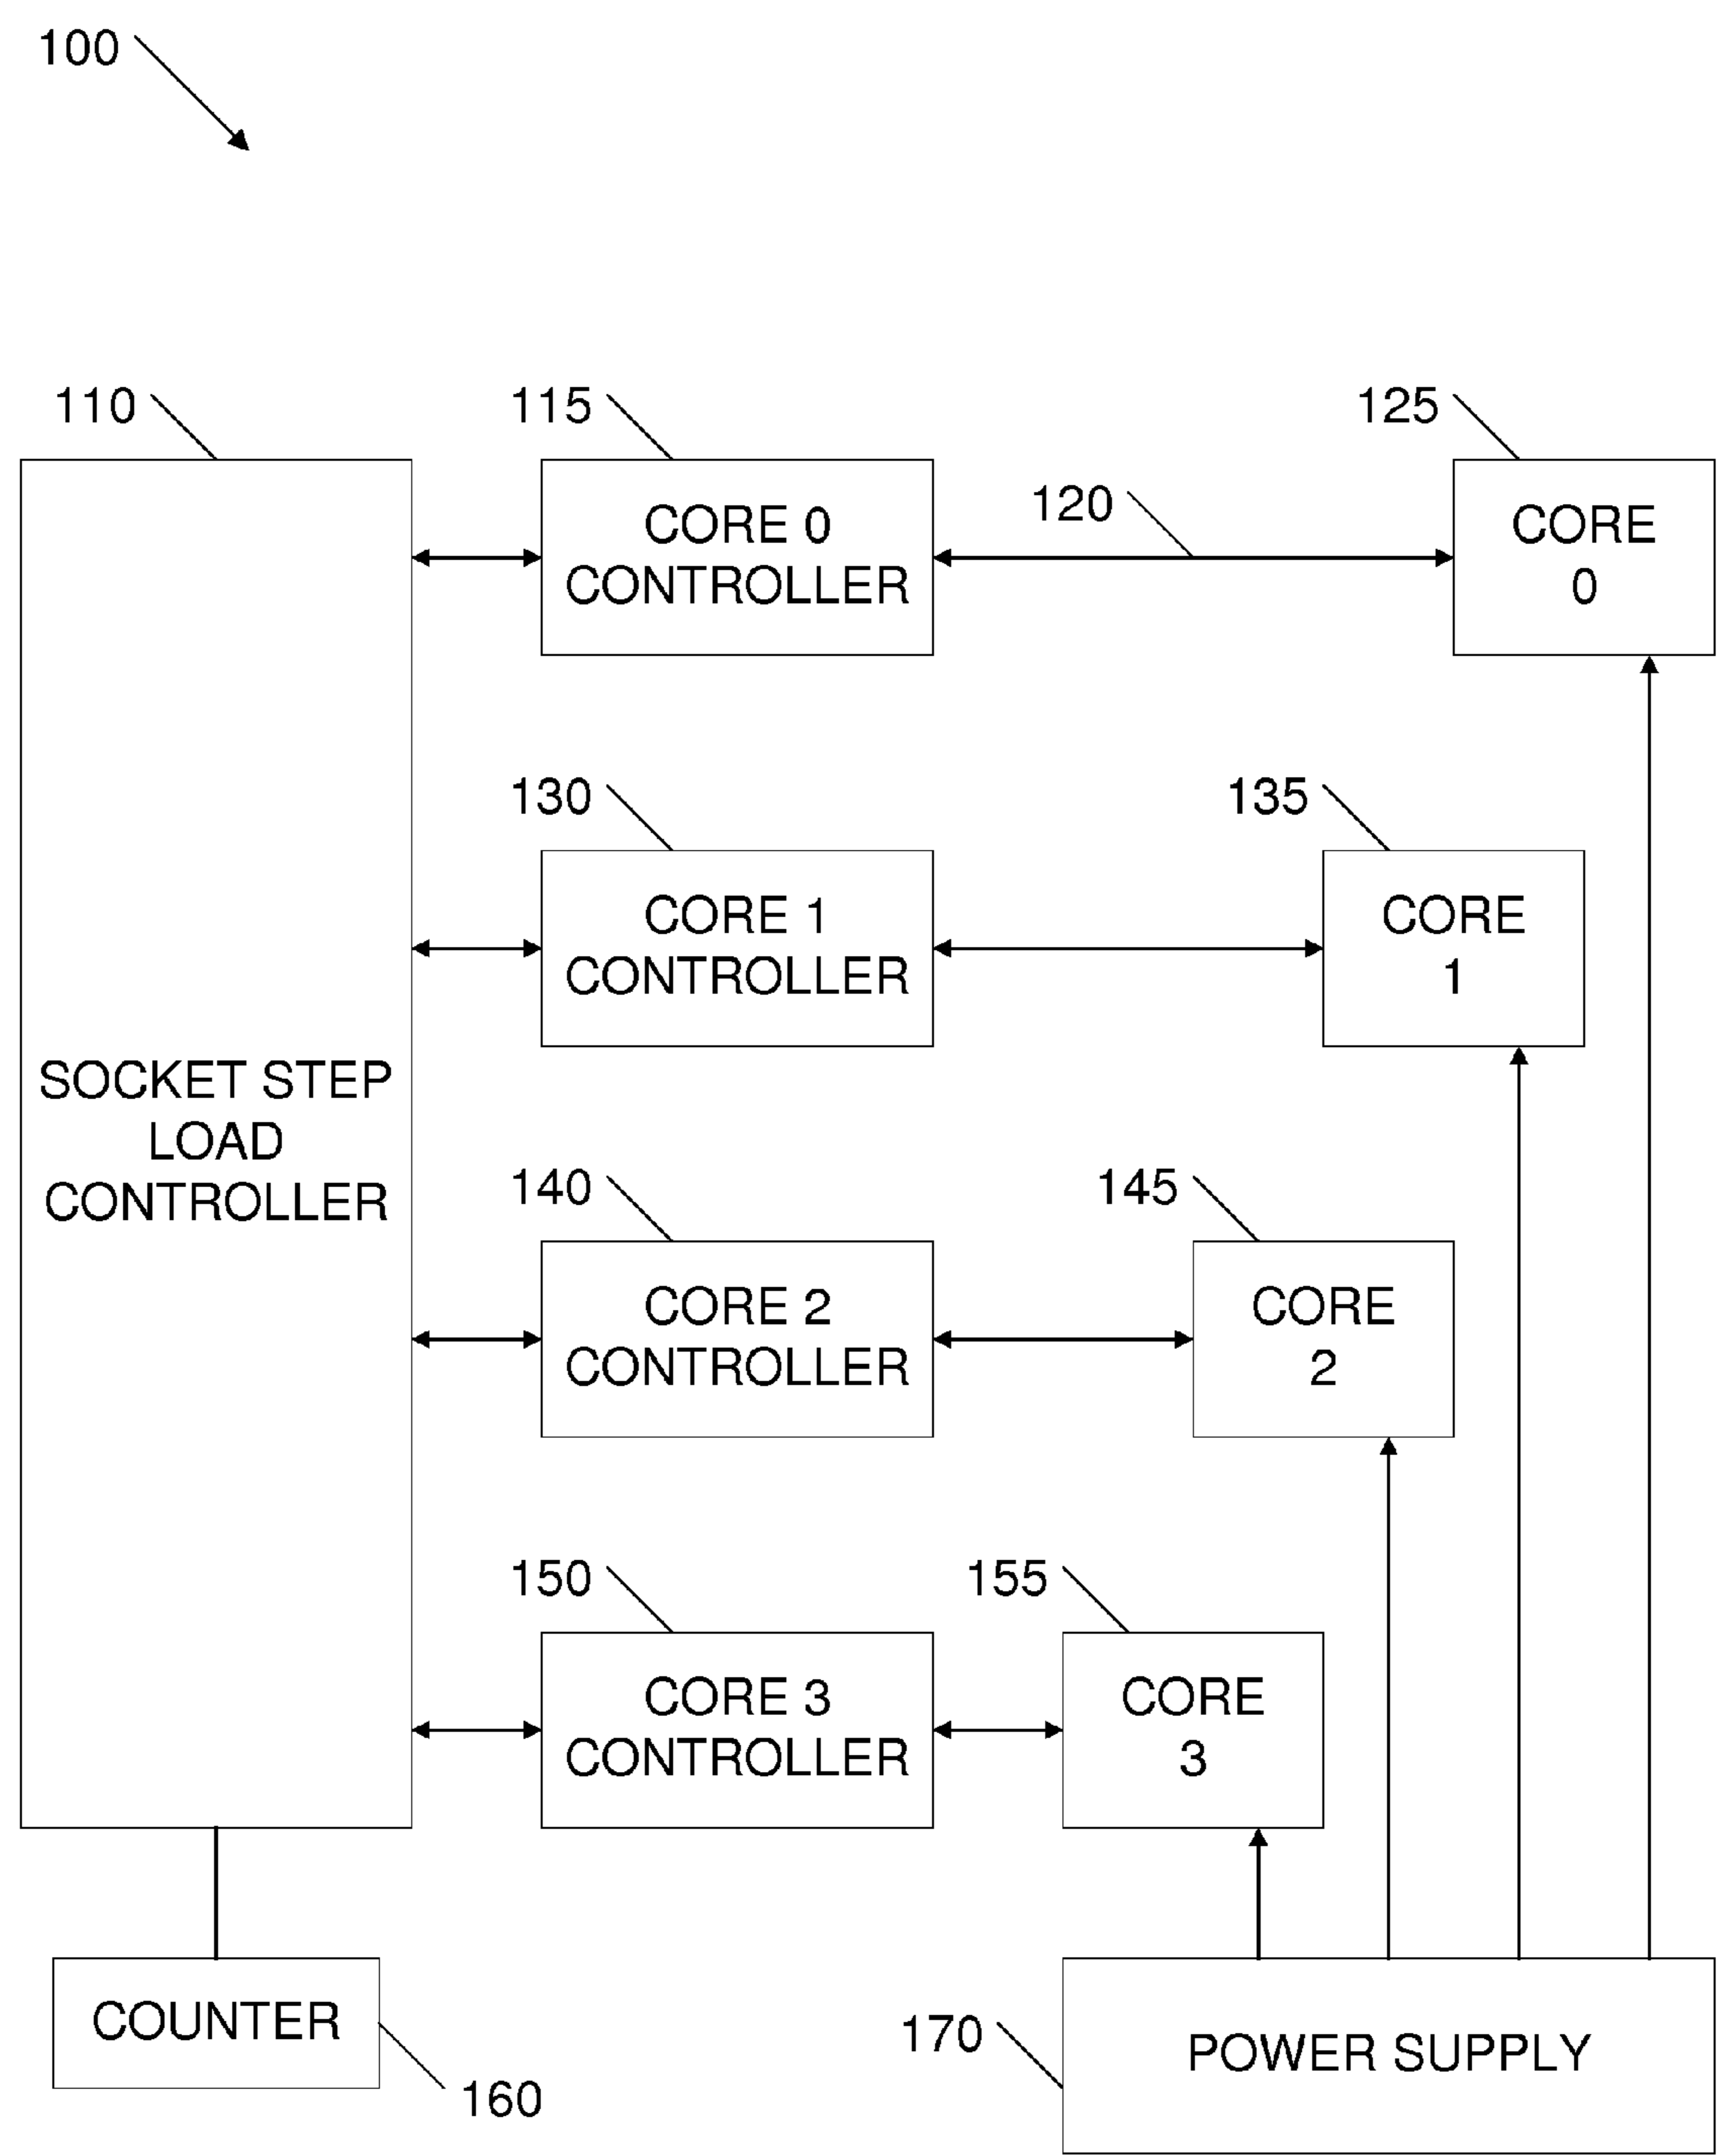 100
110
115
125
120
CORE 0
CONTROLLER
CORE
0
130
135
CORE 1
CONTROLLER
CORE
1
SOCKET STEP
LOAD
CONTROLLER
140
145
CORE 2
CONTROLLER
CORE
2
150
155
CORE 3
CONTROLLER
CORE
3
COUNTER
160
170
POWER SUPPLY